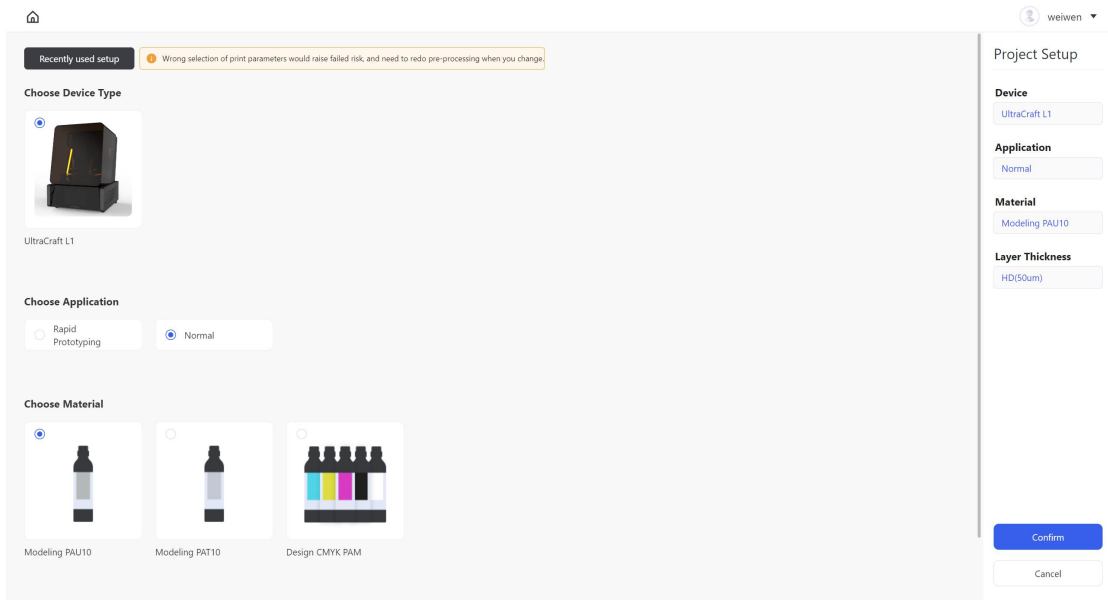 weiwen
Recently used setup
Wrong selection of print parameters would raise failed risk, and need to redo pre-processing when you change.
Choose Device Type
UltraCraft L1
Choose Application
Rapid
Prototyping
Normal
Choose Material
Modeling PAU10
Modeling PAT10
Design CMYK PAM
Project Setup
Device
UltraCraft L1
Application
Normal
Material
Modeling PAU10
Layer Thickness
HD(50um)
Confirm
Cancel